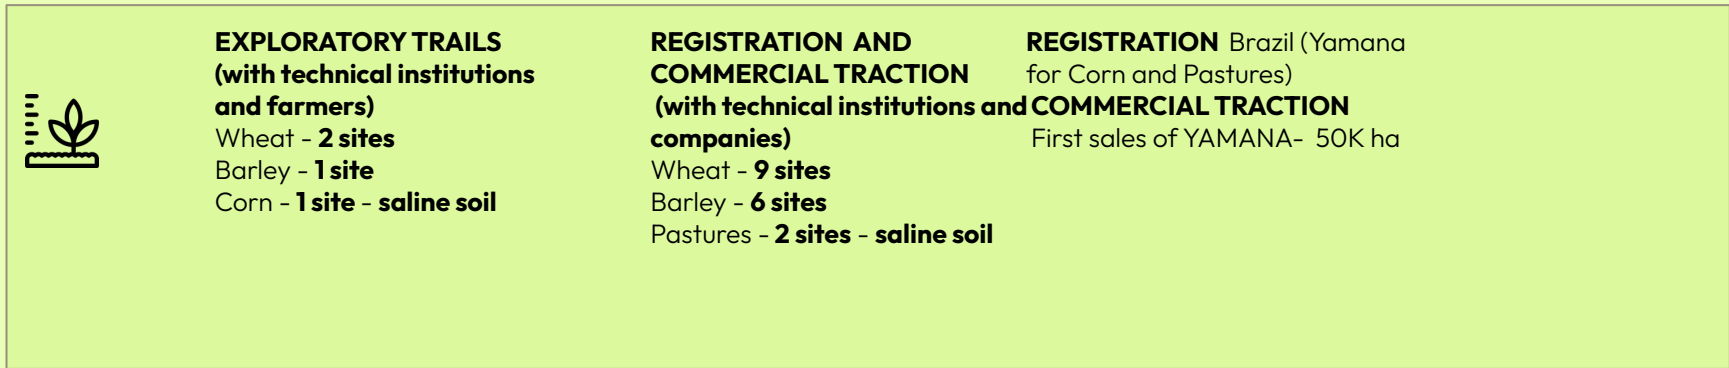 EXPLORATORY TRAILS
(with technical institutions
and farmers)
Wheat - 2 sites
Barley - 1 site
Corn - 1 site - saline soil
REGISTRATION AND
COMMERCIAL TRACTION
(with technical institutions and
companies)
Wheat - 9 sites
Barley - 6 sites
Pastures - 2 sites - saline soil
REGISTRATION Brazil (Yamana
for Corn and Pastures)
COMMERCIAL TRACTION
First sales of YAMANA- 50K ha